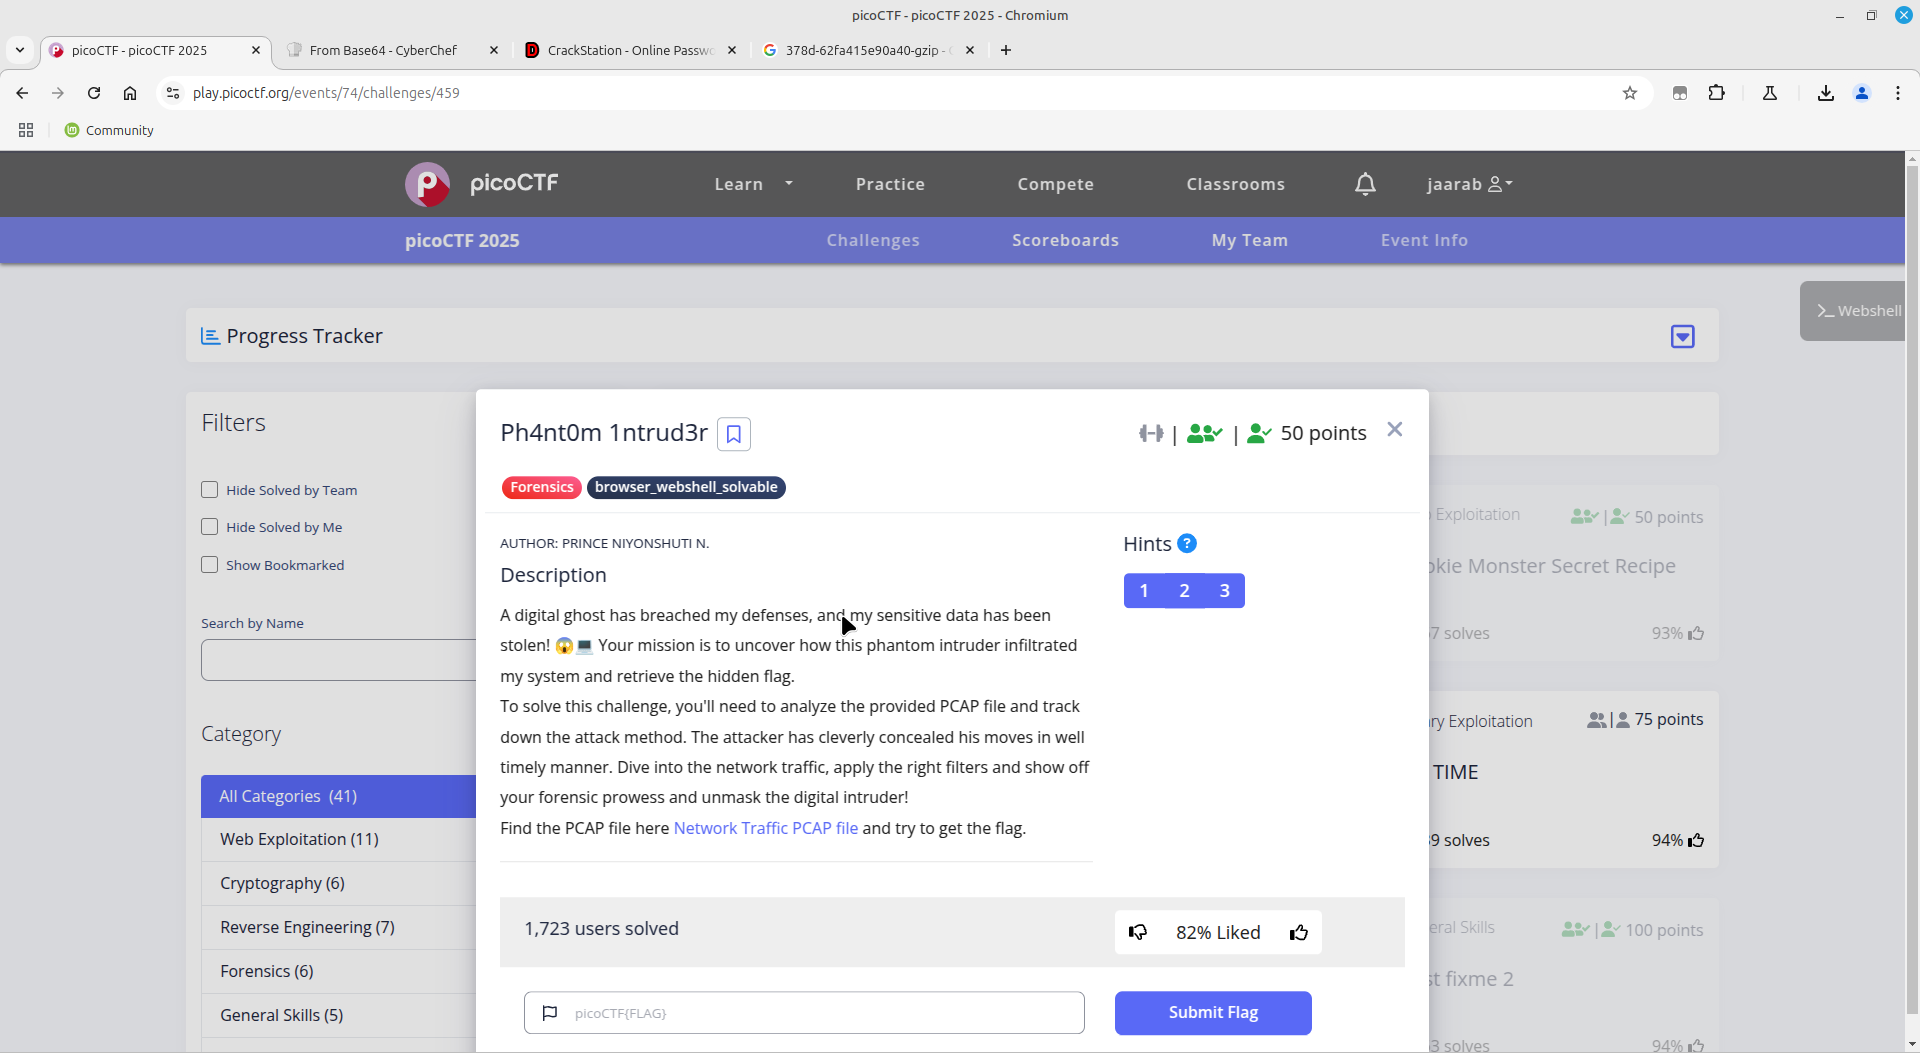 picoCTF - picoCTF 2025 - Chromium
picoCTF - picoCTF 2025
From Base64 - CyberChef
CrackStation - Online Passwo
378d-62fa415e90a40-gzip -
play.picoctf.org/events/74/challenges/459
Community
picoCTF
Learn
Practice
Compete
Classrooms
jaarab
picoCTF 2025
Challenges
Scoreboards
My Team
Event Info
Webshell
Progress Tracker
Filters
Hide Solved by Team
Hide Solved by Me
Show Bookmarked
Search by Name
Category
All Categories (41)
Web Exploitation (11)
Cryptography (6)
Reverse Engineering (7)
Forensics (6)
General Skills (5)
Ph4nt0m 1ntrud3r
| | 50 points
Forensics
browser_webshell_solvable
AUTHOR: PRINCE NIYONSHUTI N.
Description
A digital ghost has breached my defenses, and my sensitive data has been
stolen! 😱💻 Your mission is to uncover how this phantom intruder infiltrated
my system and retrieve the hidden flag.
To solve this challenge, you'll need to analyze the provided PCAP file and track
down the attack method. The attacker has cleverly concealed his moves in well
timely manner. Dive into the network traffic, apply the right filters and show off
your forensic prowess and unmask the digital intruder!
Find the PCAP file here Network Traffic PCAP file and try to get the flag.
Hints ?
1 2 3
1,723 users solved
82% Liked
picoCTF{FLAG}
Submit Flag
Exploitation
| 50 points
okie Monster Secret Recipe
7 solves
93%
ry Exploitation
| 75 points
TIME
9 solves
94%
eral Skills
| 100 points
st fixme 2
3 solves
94%